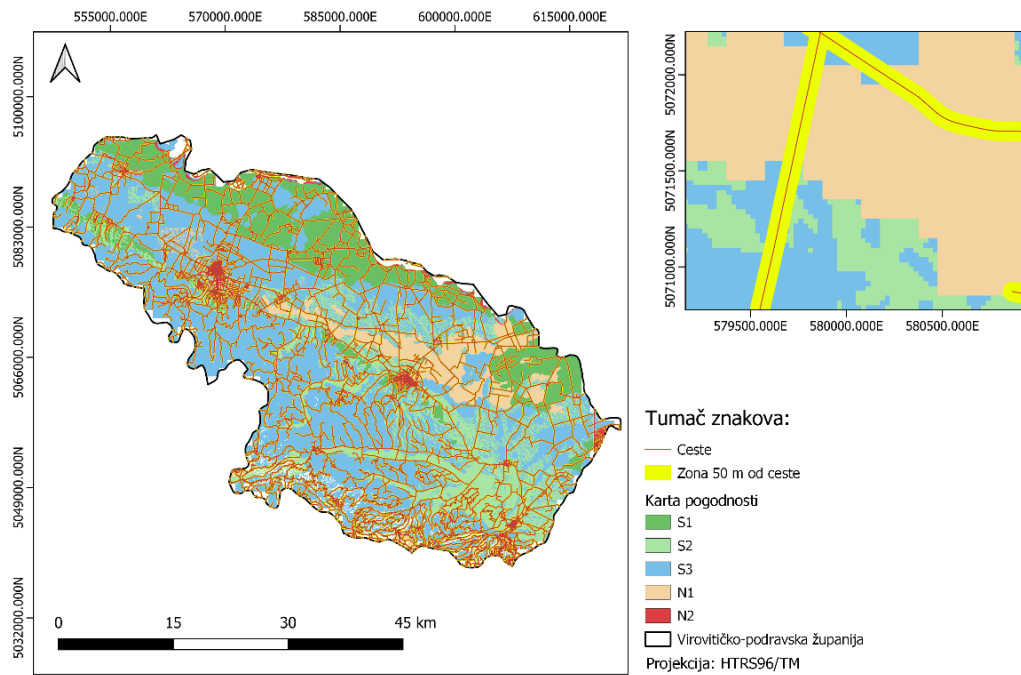 555000.000E 570000.000E 585000.000E 600000.000E 615000.000E
5100000.000N
5083000.000N
5066000.000N
5049000.000N
5032000.000N
0 15 30 45 km
5072000.000N
5071500.000N
5071000.000N
579500.000E 580000.000E 580500.000E
Tumač znakova:
Ceste
Zona 50 m od ceste
Karta pogodnosti
S1
S2
S3
N1
N2
Virovitičko-podravska županija
Projekcija: HTRS96/TM